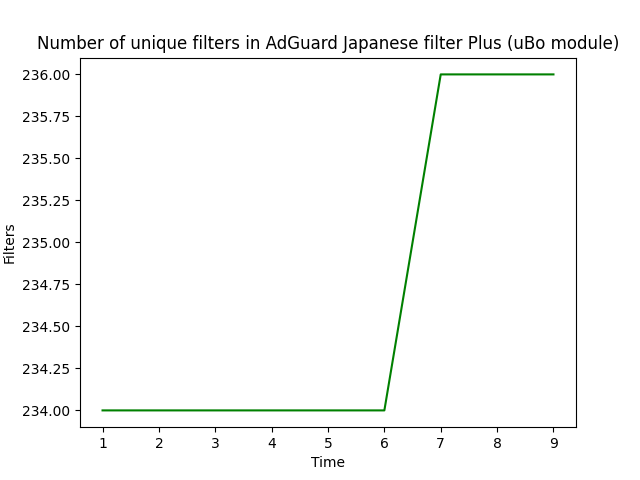 Number of unique filters in AdGuard Japanese filter Plus (uBo module)
236.00
235.75
235.50
235.25
235.00
234.75
234.50
234.25
234.00
Filters
1 2 3 4 5 6 7 8 9
Time